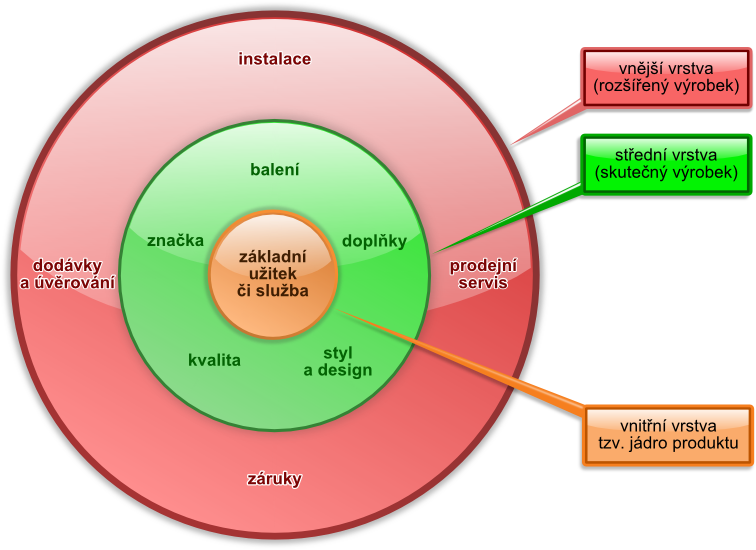 instalace
vnější vrstva
(rozšířený výrobek)
střední vrstva
(skutečný výrobek)
balení
značka
doplňky
základní
užitek
či služba
dodávky
a úvěrování
prodejní
servis
kvalita
styl
a design
vnitřní vrstva
tzv. jádro produktu
záruky